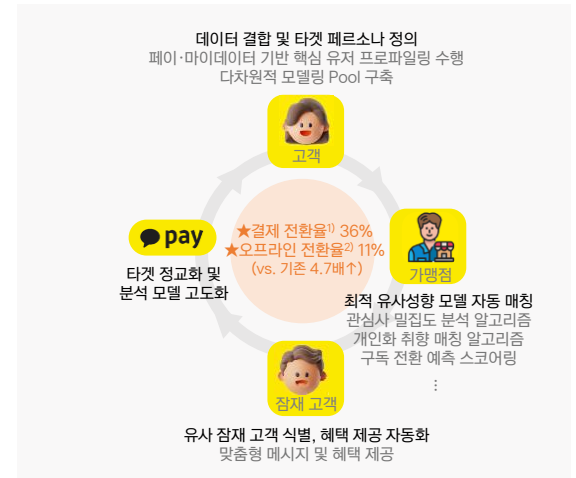 데이터 결합 및 타겟 페르소나 정의
페이·마이데이터 기반 핵심 유저 프로파일링 수행
다차원적 모델링 Pool 구축
고객
★결제 전환율1) 36%
★오프라인 전환율2) 11%
(vs. 기존 4.7배↑)
pay
타겟 정교화 및
분석 모델 고도화
가맹점
최적 유사성향 모델 자동 매칭
관심사 밀집도 분석 알고리즘
개인화 취향 매칭 알고리즘
구독 전환 예측 스코어링
⋮
잠재 고객
유사 잠재 고객 식별, 혜택 제공 자동화
맞춤형 메시지 및 혜택 제공